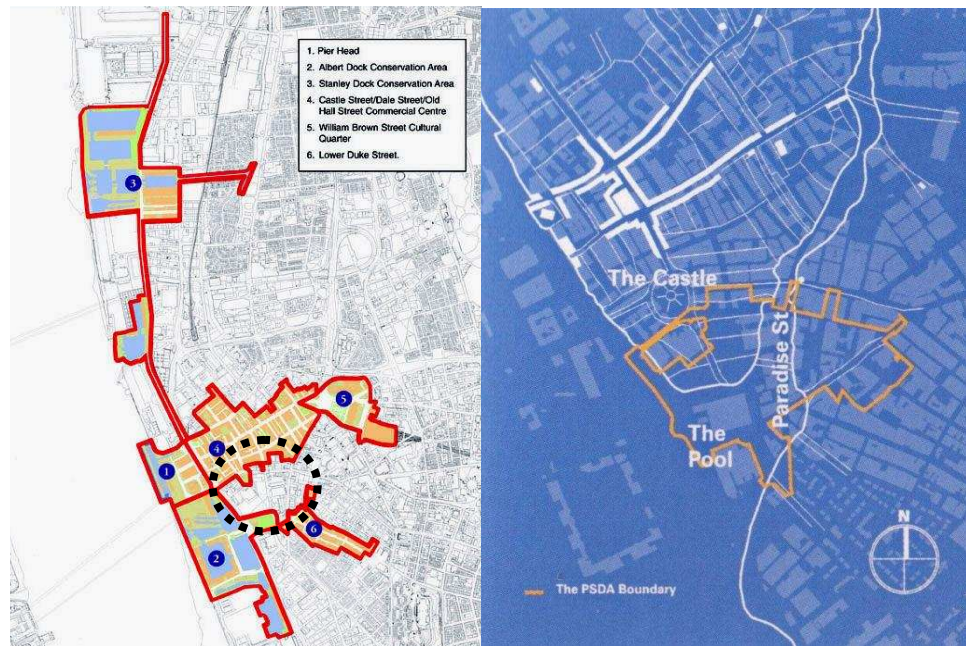 1. Pier Head
2. Albert Dock Conservation Area
3. Stanley Dock Conservation Area
4. Castle Street/Dale Street/Old
Hall Street Commercial Centre
5. William Brown Street Cultural
Quarter
6. Lower Duke Street.
3
5
4
1
6
2
The Castle
Paradise St.
The
Pool
N
The PSDA Boundary